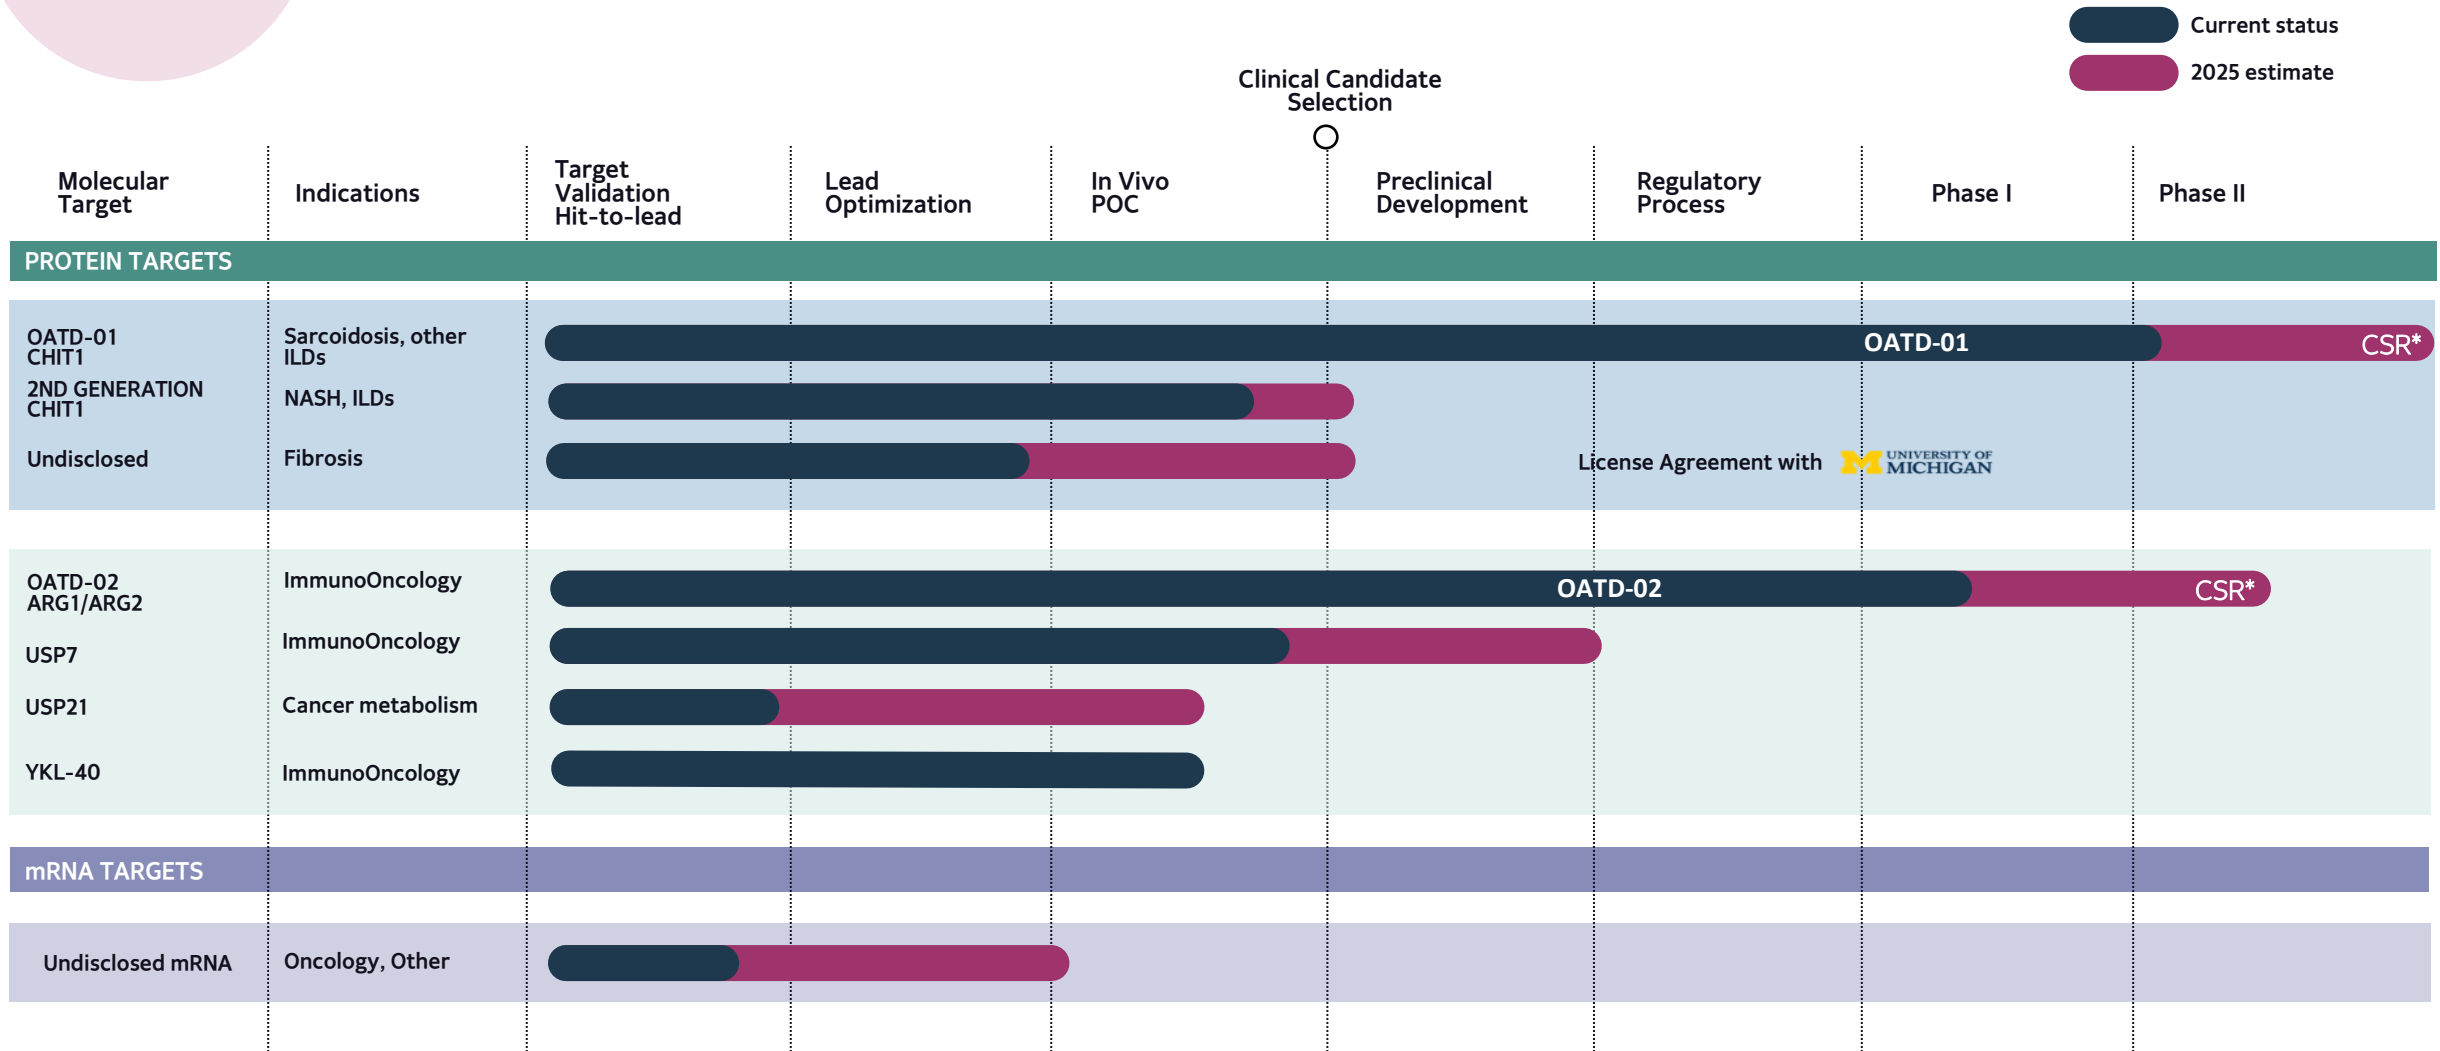 Current status
2025 estimate
Clinical Candidate
Selection
Molecular
Target
Indications
Target
Validation
Hit-to-lead
Lead
Optimization
In Vivo
POC
Preclinical
Development
Regulatory
Process
Phase I
Phase II
PROTEIN TARGETS
OATD-01
CHIT1
Sarcoidosis, other
ILDs
OATD-01
CSR*
2ND GENERATION
CHIT1
NASH, ILDs
Undisclosed
Fibrosis
License Agreement with
M UNIVERSITY OF
MICHIGAN
OATD-02
ARG1/ARG2
ImmunoOncology
OATD-02
CSR*
USP7
ImmunoOncology
USP21
Cancer metabolism
YKL-40
ImmunoOncology
mRNA TARGETS
Undisclosed mRNA
Oncology, Other